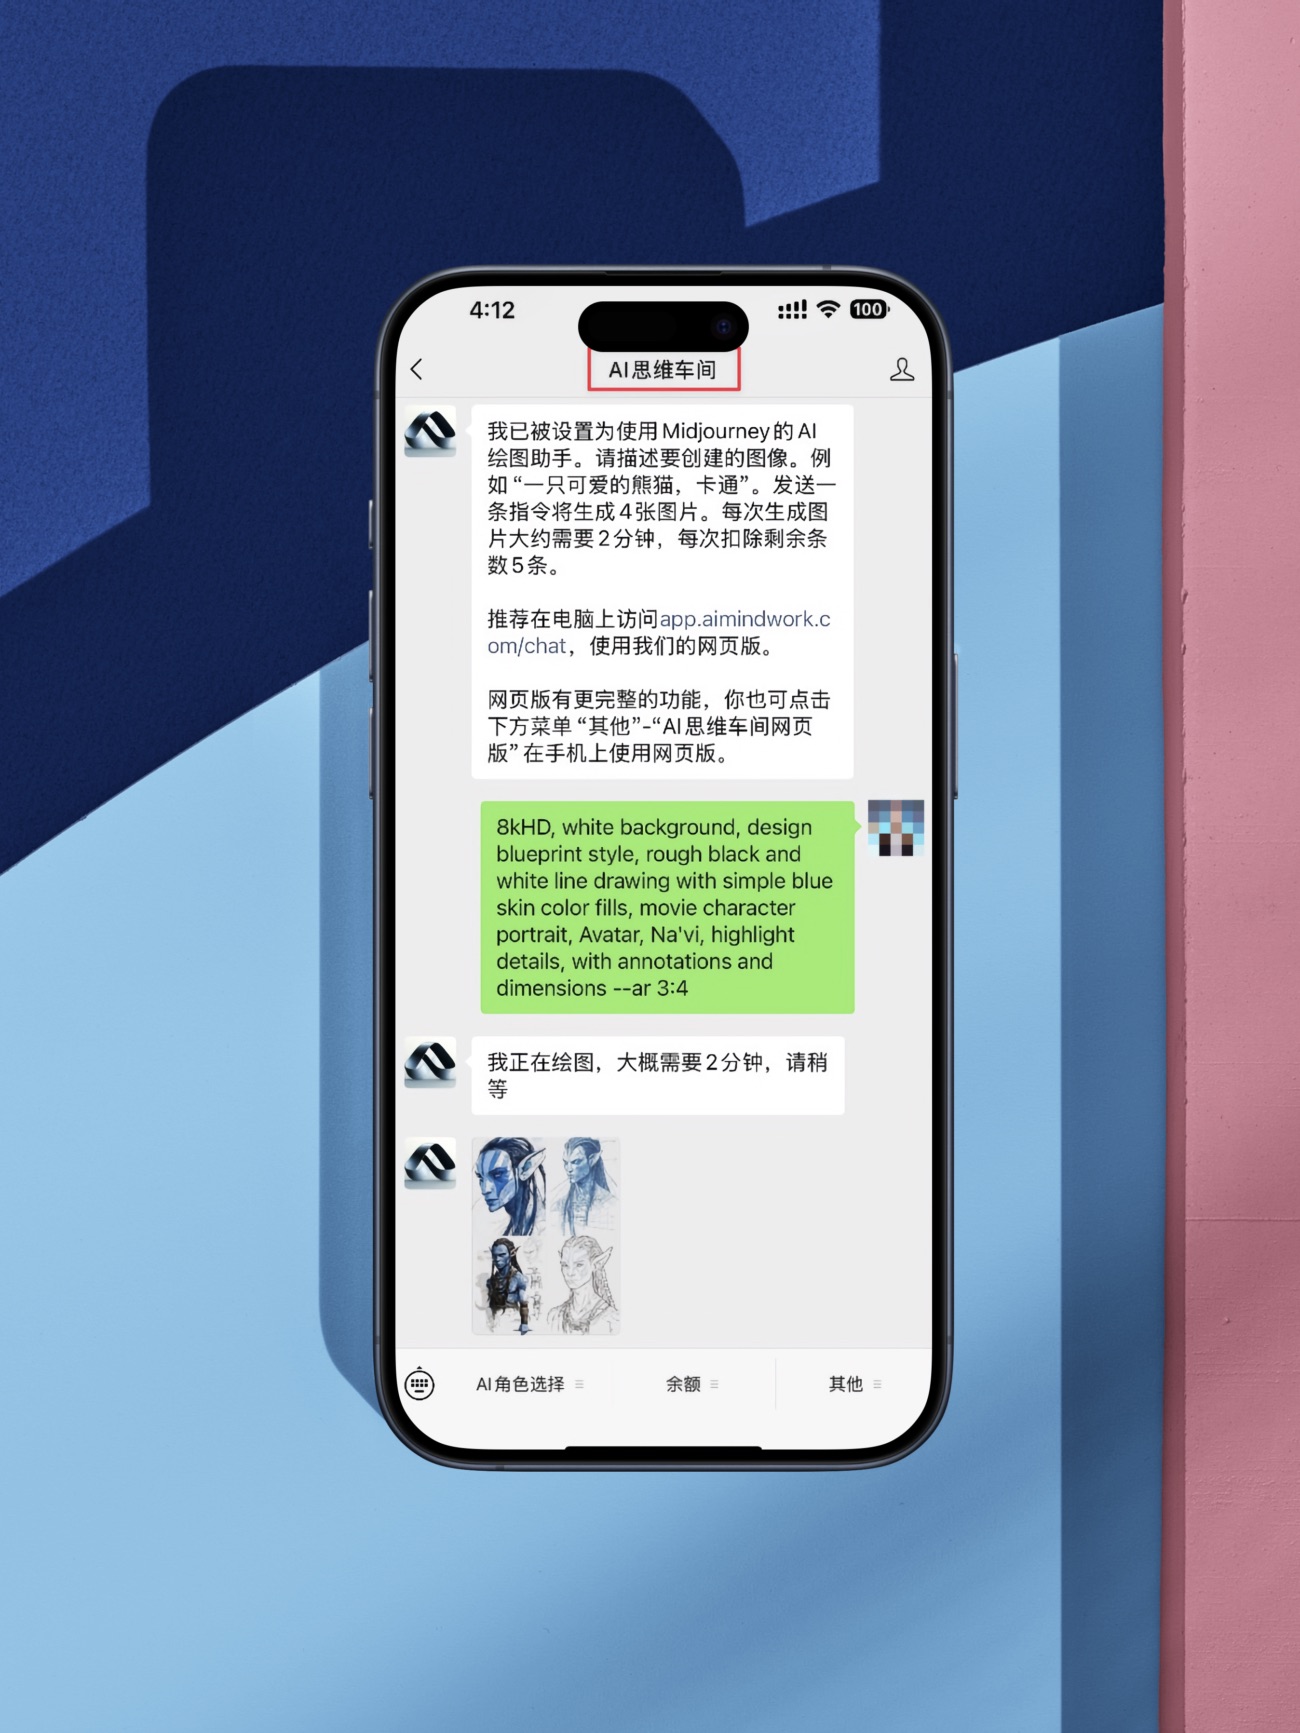 4:12
100
AI思维车间
我已被设置为使用Midjourney的AI
绘图助手。请描述要创建的图像。例
如“一只可爱的熊猫，卡通”。发送一
条指令将生成4张图片。每次生成图
片大约需要2分钟，每次扣除剩余条
数5条。
推荐在电脑上访问app.aimindwork.c
om/chat，使用我们的网页版。
网页版有更完整的功能，你也可点击
下方菜单“其他”-“AI思维车间网页
版”在手机上使用网页版。
8kHD, white background, design
blueprint style, rough black and
white line drawing with simple blue
skin color fills, movie character
portrait, Avatar, Na'vi, highlight
details, with annotations and
dimensions --ar 3:4
我正在绘图，大概需要2分钟，请稍
等
AI角色选择
余额
其他